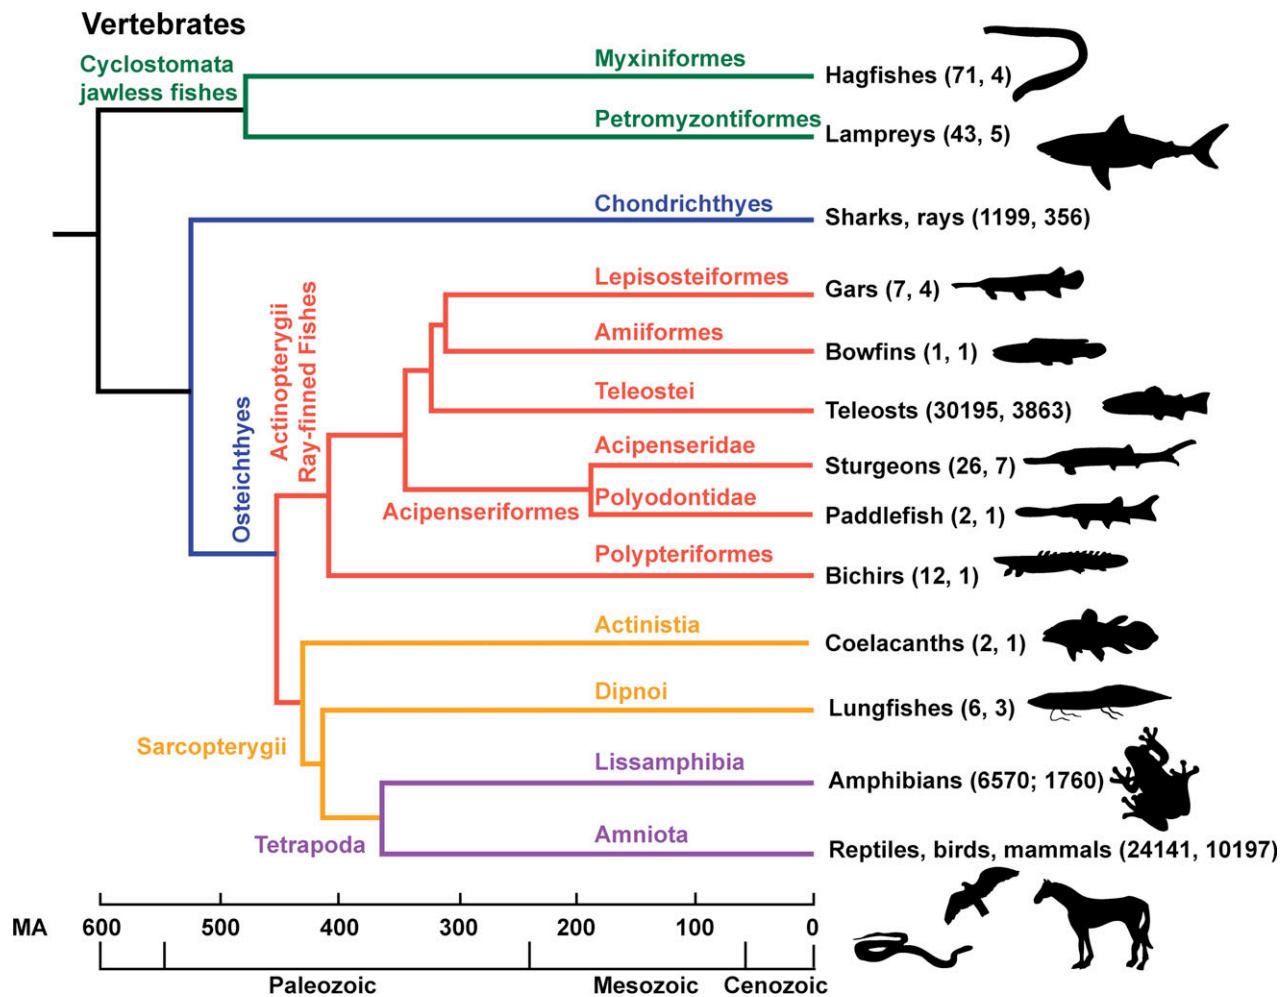 Vertebrates
Cyclostomata
jawless fishes
Myxiniformes
Hagfishes (71, 4)
Petromyzontiformes
Lampreys (43, 5)
Chondrichthyes
Sharks, rays (1199, 356)
Osteichthyes
Actinopterygii
Ray-finned Fishes
Lepisosteiformes
Gars (7, 4)
Amiiformes
Bowfins (1, 1)
Teleostei
Teleosts (30195, 3863)
Acipenseridae
Sturgeons (26, 7)
Acipenseriformes
Polyodontidae
Paddlefish (2, 1)
Polypteriformes
Bichirs (12, 1)
Actinistia
Coelacanths (2, 1)
Dipnoi
Lungfishes (6, 3)
Sarcopterygii
Lissamphibia
Amphibians (6570; 1760)
Tetrapoda
Amniota
Reptiles, birds, mammals (24141, 10197)
MA 600 500 400 300 200 100 0
Paleozoic Mesozoic Cenozoic